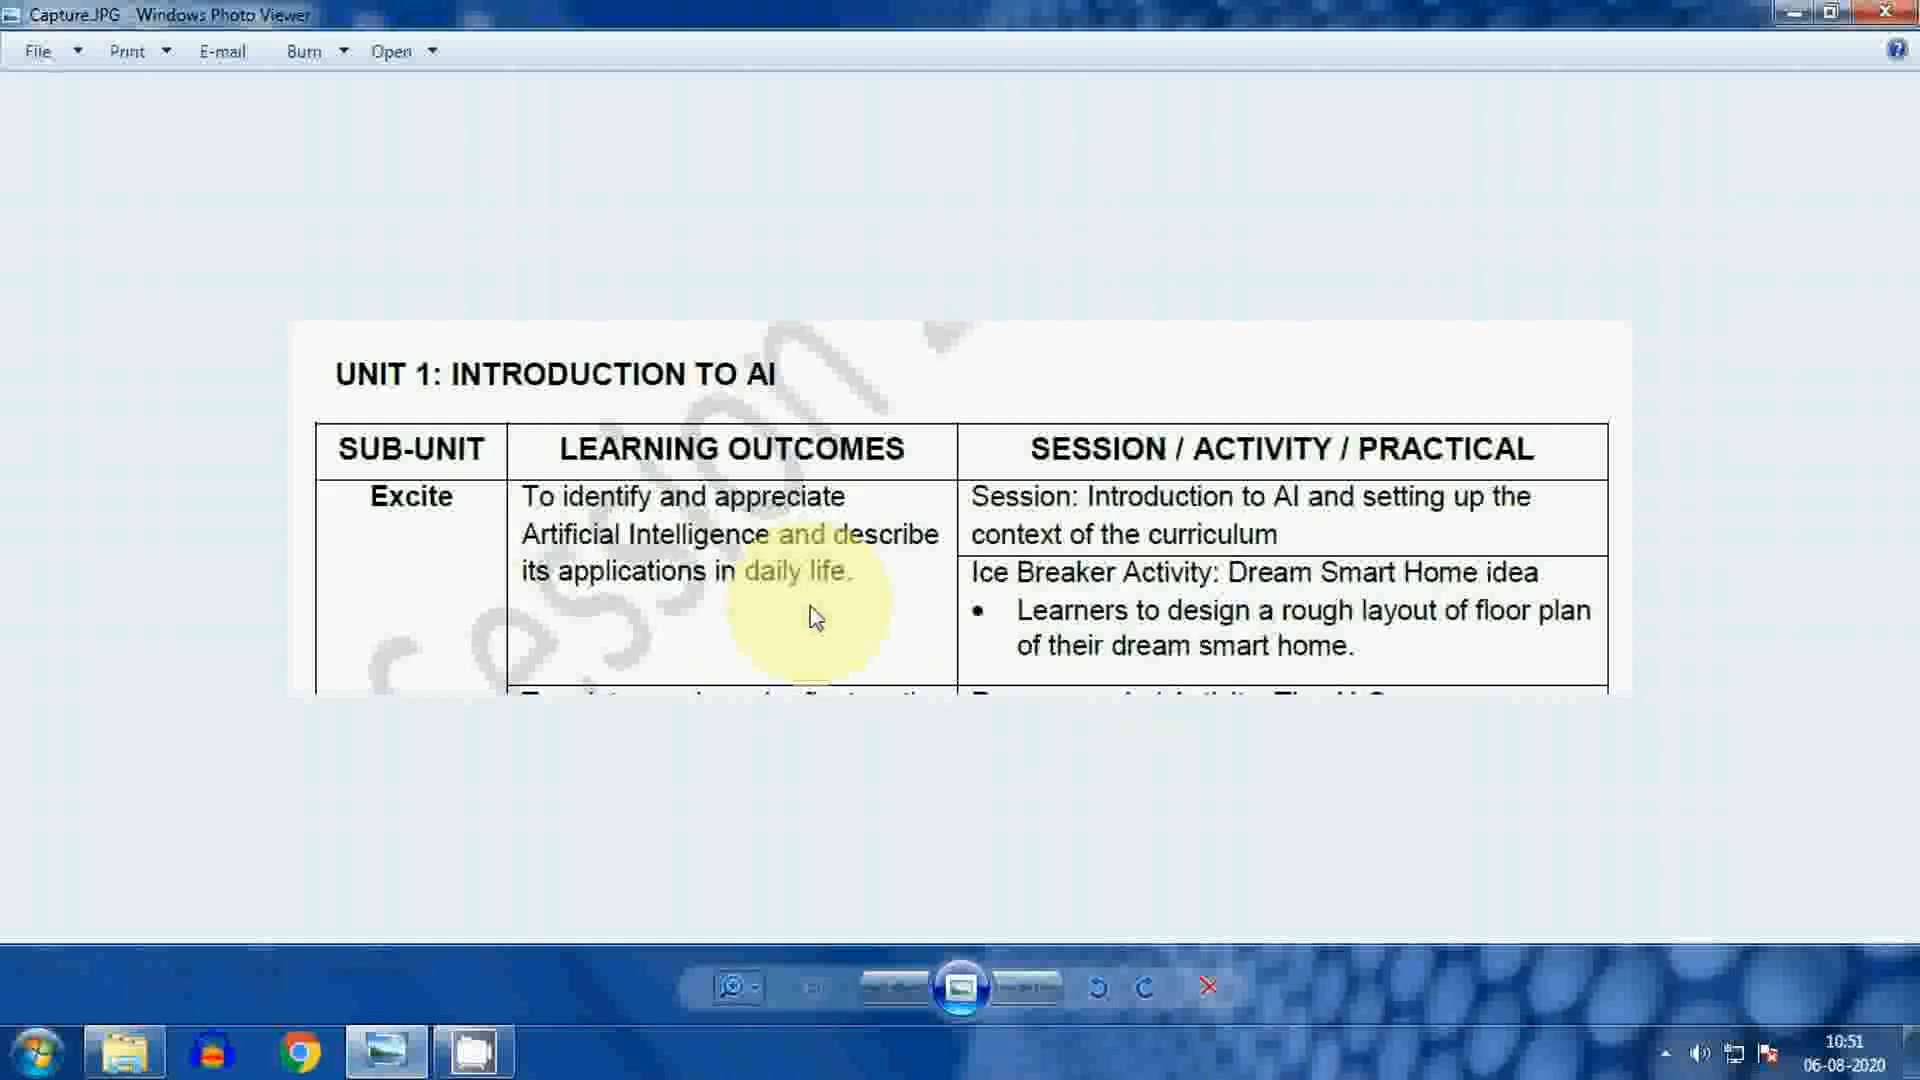 Capture.JPG - Windows Photo Viewer
File Print E-mail Burn Open
UNIT 1: INTRODUCTION TO AI
SUB-UNIT LEARNING OUTCOMES SESSION / ACTIVITY / PRACTICAL
Excite
To identify and appreciate
Artificial Intelligence and describe
its applications in daily life.
Session: Introduction to AI and setting up the
context of the curriculum
Ice Breaker Activity: Dream Smart Home idea
• Learners to design a rough layout of floor plan
of their dream smart home.
10:51
06-08-2020